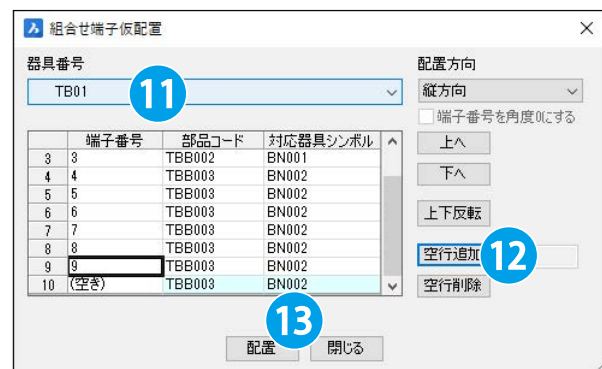 組合せ端子仮配置
器具番号
TB01
11
配置方向
縦方向
端子番号を角度0にする
端子番号 部品コード 対応器具シンボル
3 3 TBB002 BN001
4 4 TBB003 BN002
5 5 TBB003 BN002
6 6 TBB003 BN002
7 7 TBB003 BN002
8 8 TBB003 BN002
9 9 TBB003 BN002
10 (空き) TBB003 BN002
上へ
下へ
上下反転
空行追加
12
空行削除
13
配置
閉じる